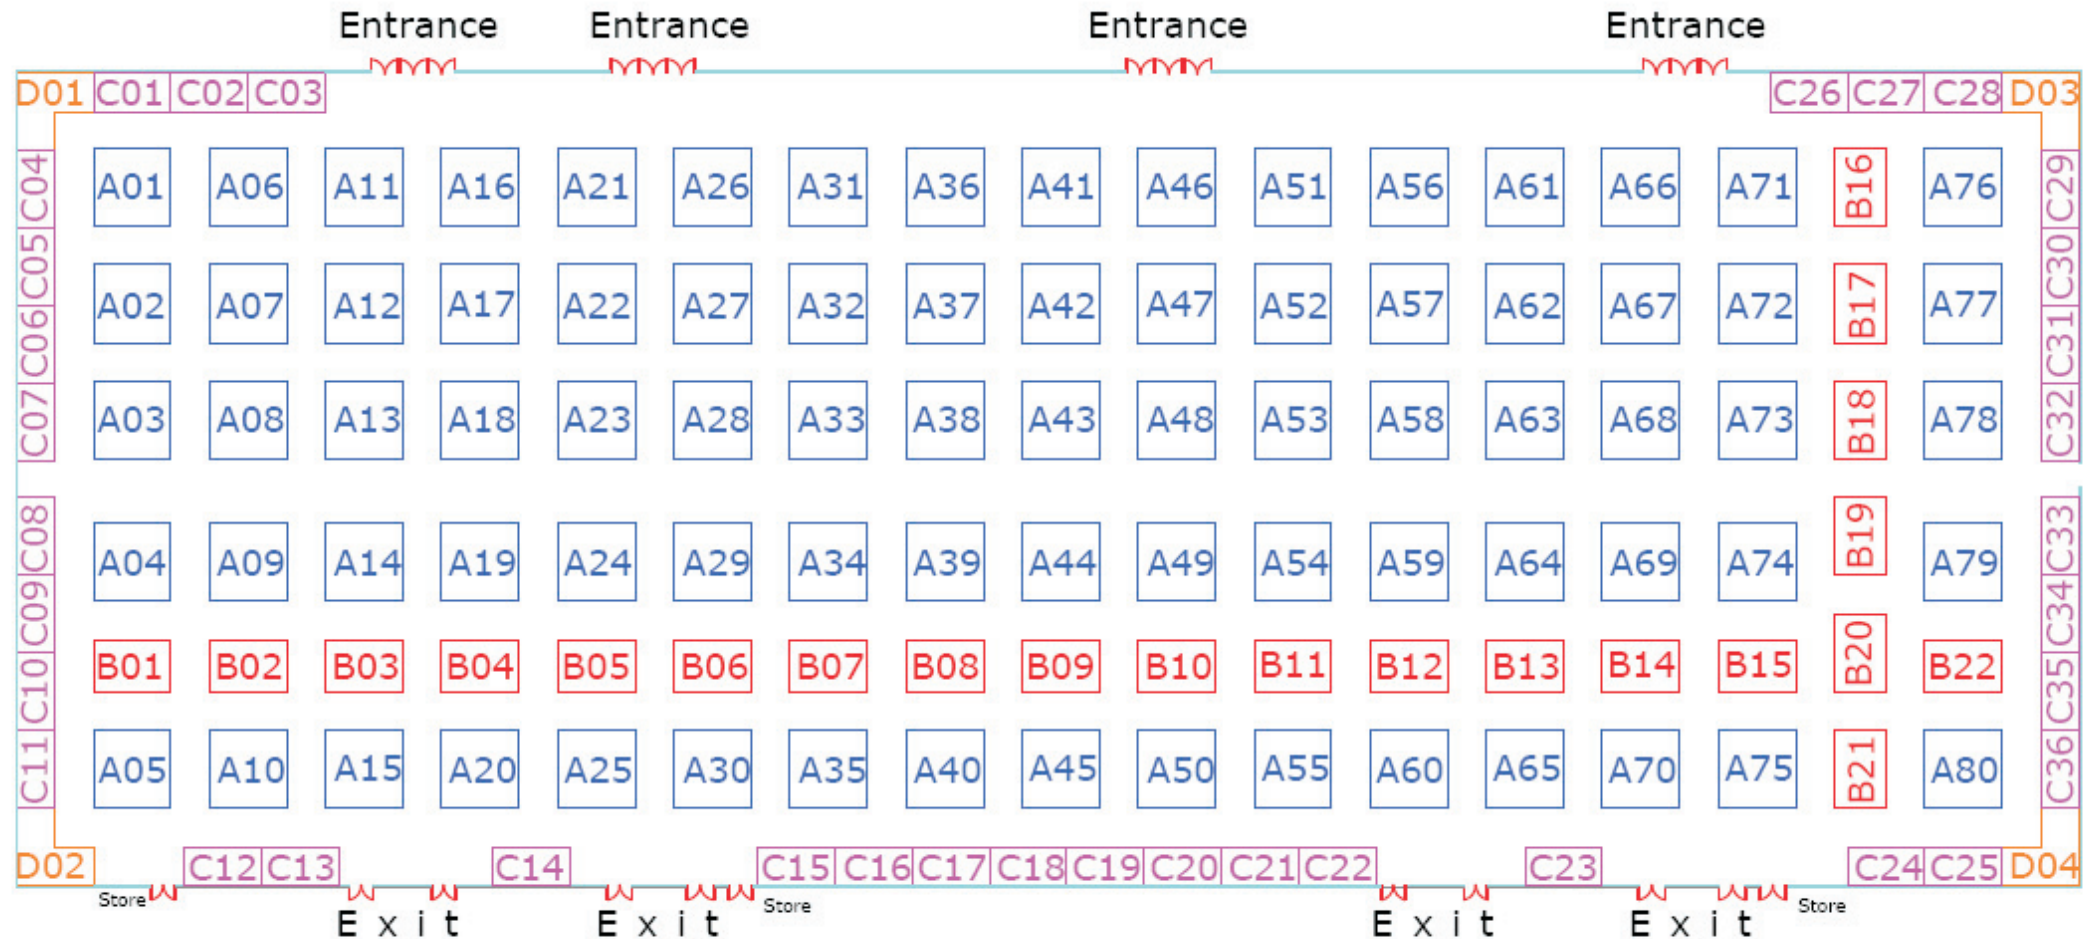 Entrance Entrance Entrance Entrance
D01 C01 C02 C03 C26 C27 C28 D03
C04 A01 A06 A11 A16 A21 A26 A31 A36 A41 A46 A51 A56 A61 A66 A71 B16 A76 C29
C05 A02 A07 A12 A17 A22 A27 A32 A37 A42 A47 A52 A57 A62 A67 A72 B17 A77 C30
C06 C31
C07 A03 A08 A13 A18 A23 A28 A33 A38 A43 A48 A53 A58 A63 A68 A73 B18 A78 C32
C08 A04 A09 A14 A19 A24 A29 A34 A39 A44 A49 A54 A59 A64 A69 A74 B19 A79 C33
C09 C34
C10 B01 B02 B03 B04 B05 B06 B07 B08 B09 B10 B11 B12 B13 B14 B15 B20 B22 C35
C11 A05 A10 A15 A20 A25 A30 A35 A40 A45 A50 A55 A60 A65 A70 A75 B21 A80 C36
D02 C12 C13 C14 C15 C16 C17 C18 C19 C20 C21 C22 C23 C24 C25 D04
Store Store Store
Exit Exit Exit Exit